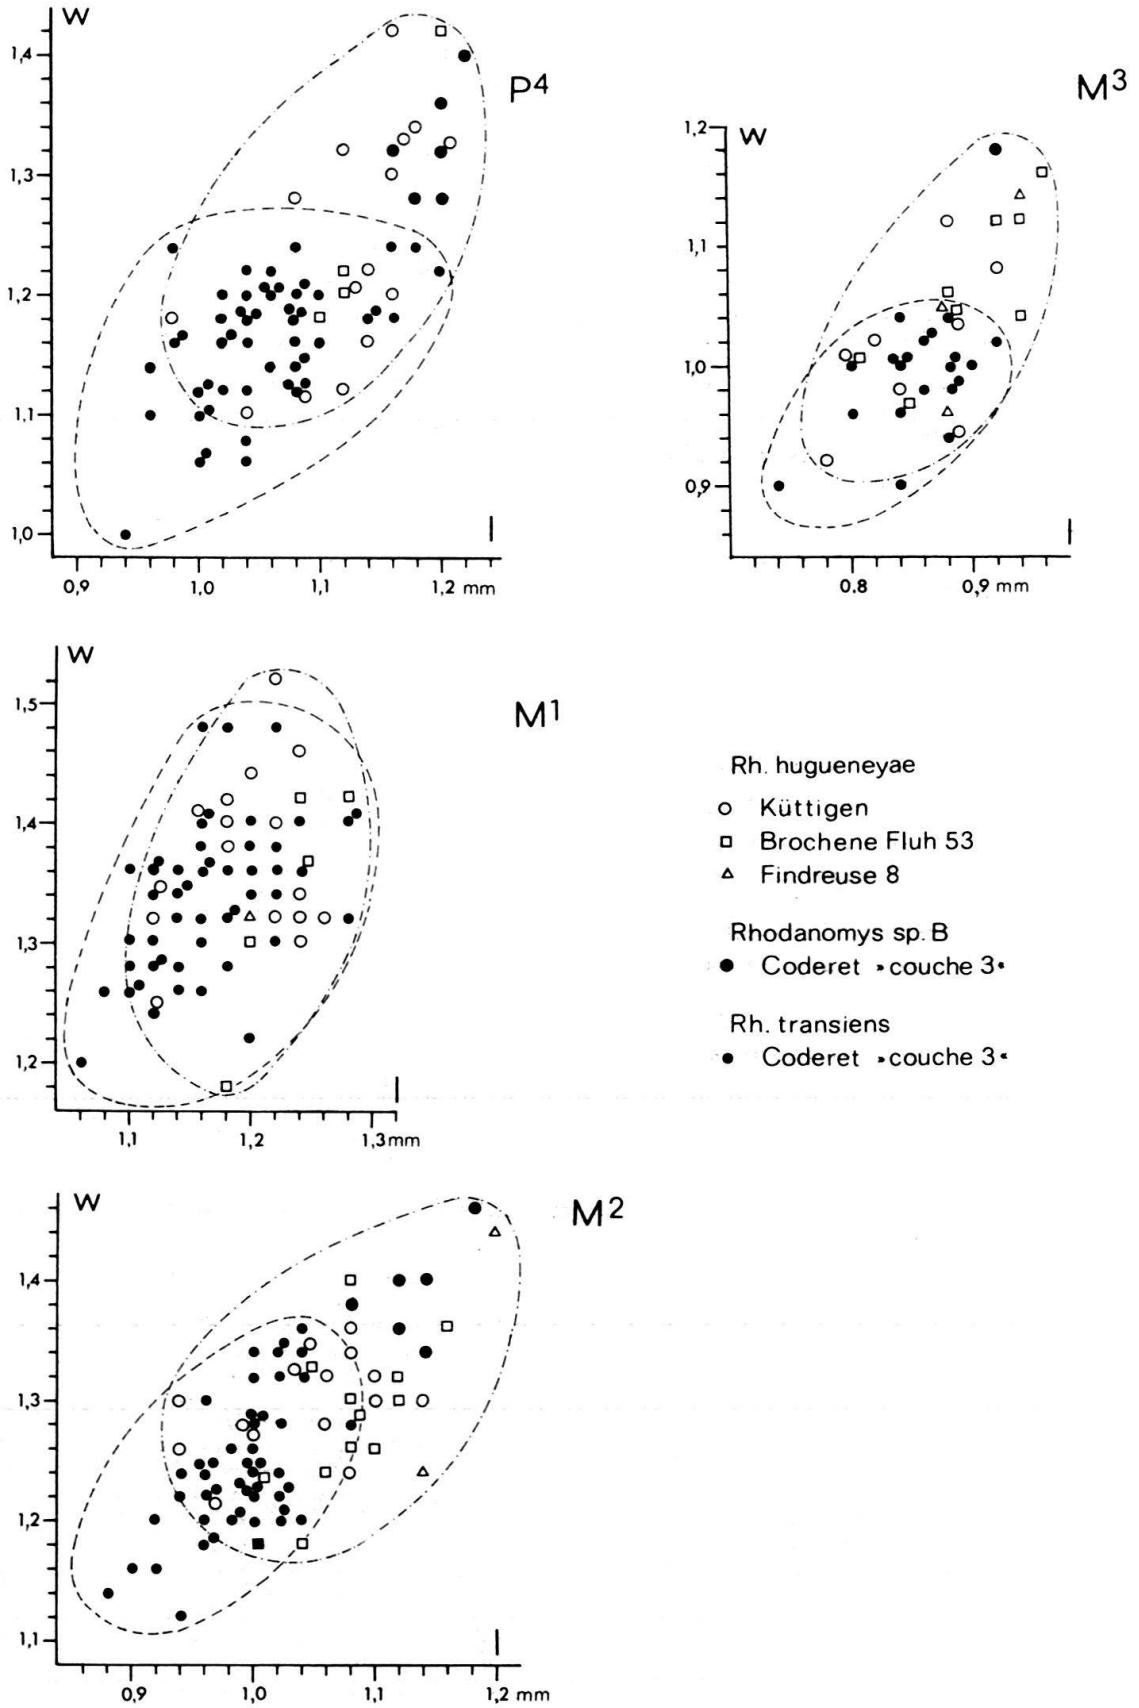 W
1,4
1,3
1,2
1,1
1,0
0,9 1,0 1,1 1,2 mm
P4
M3
W
1,2
1,1
1,0
0,9
0.8 0,9 mm
W
1,5
1,4
1,3
1,2
1,1 1,2 1,3mm
M1
Rh. hugueneyae
Küttigen
Brochene Fluh 53
Findreuse 8
Rhodanomys sp. B
Coderet »couche 3«
Rh. transiens
Coderet »couche 3«
W
M2
1,4
1,3
1,2
1,1
0,9 1,0 1,1 1,2 mm